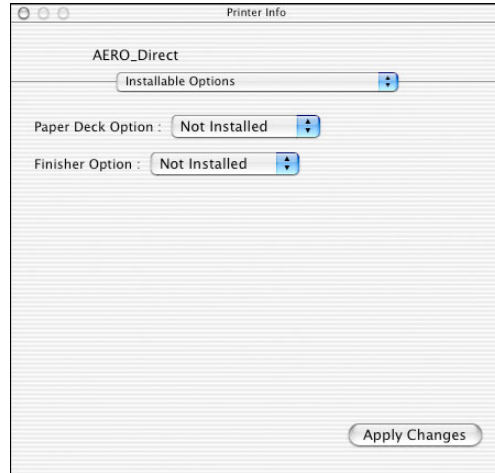 Printer Info
AERO_Direct
Installable Options
Paper Deck Option : Not Installed
Finisher Option : Not Installed
Apply Changes